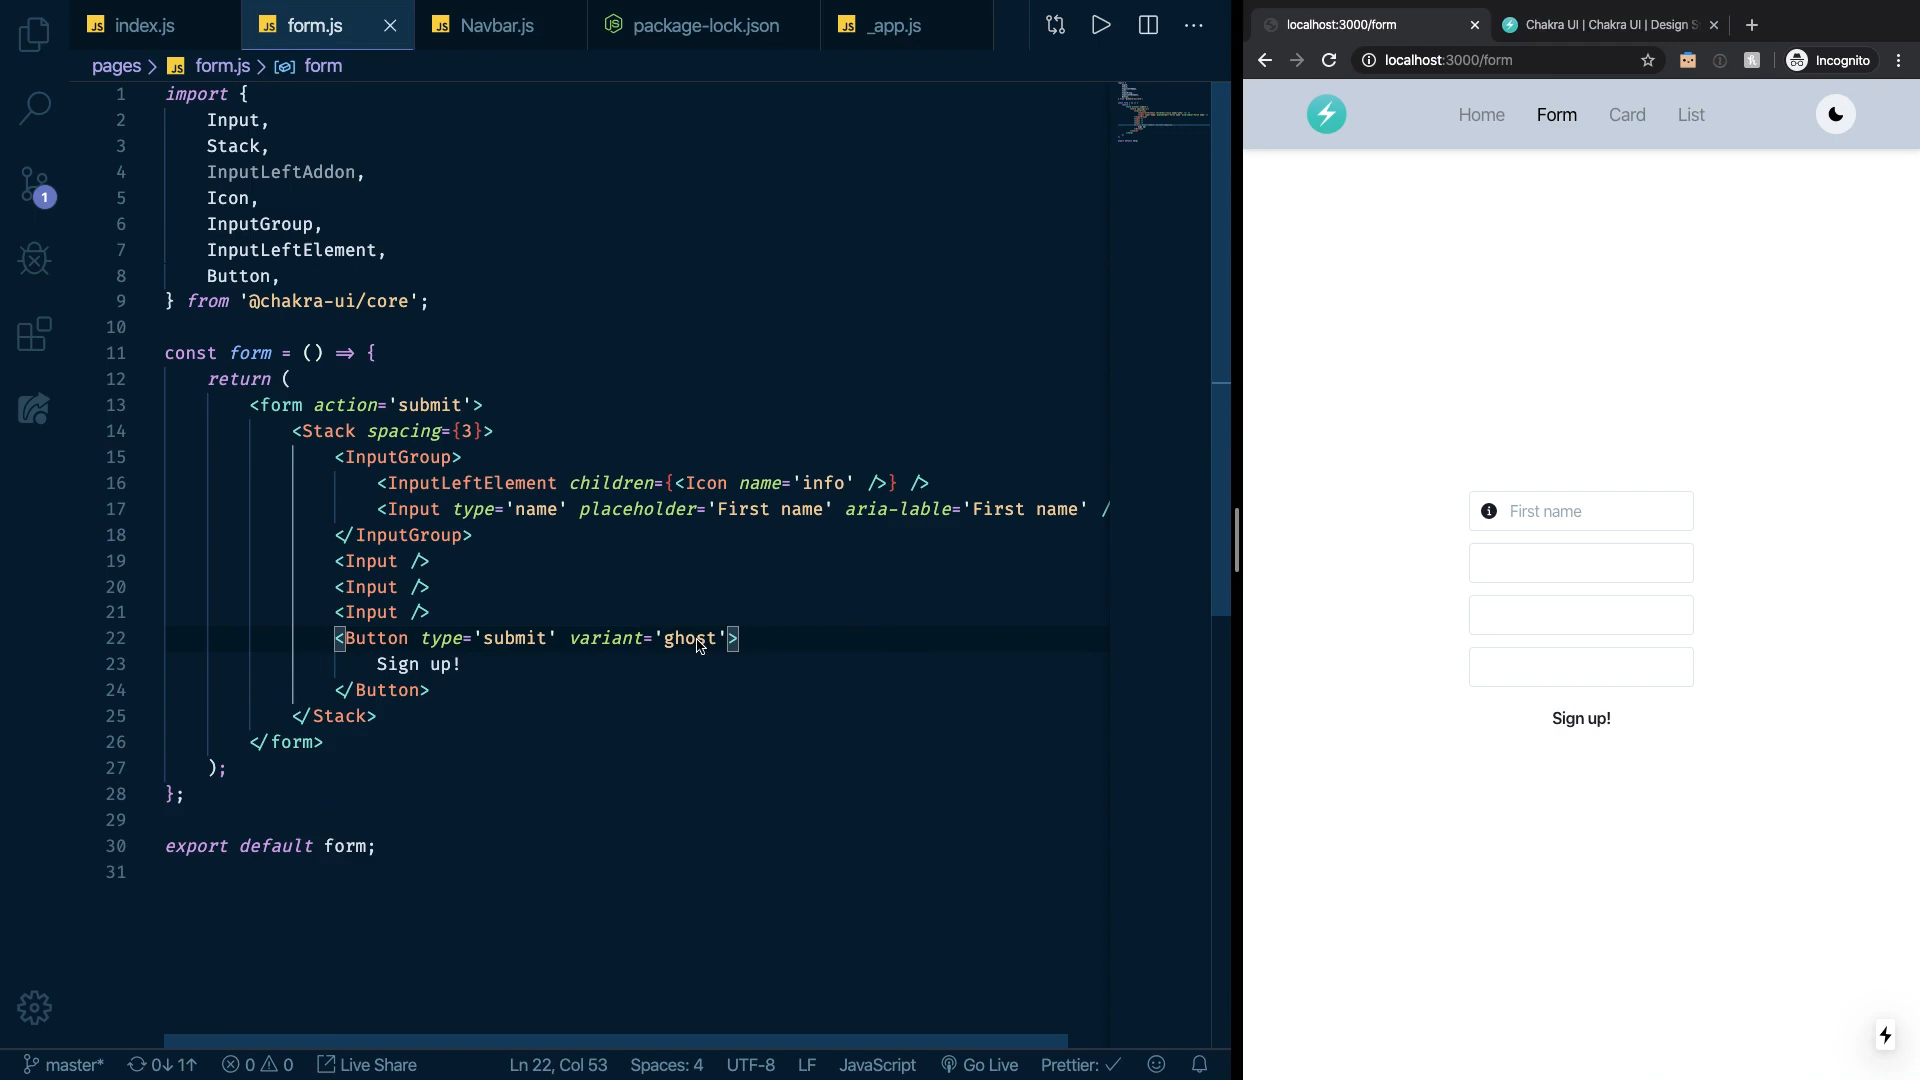 index.js
form.js
Navbar.js
package-lock.json
_app.js
pages > form.js > form
1 import {
2 Input,
3 Stack,
4 InputLeftAddon,
5 Icon,
6 InputGroup,
7 InputLeftElement,
8 Button,
9 } from '@chakra-ui/core';
10
11 const form = () => {
12 return (
13 <form action='submit'>
14 <Stack spacing={3}>
15 <InputGroup>
16 <InputLeftElement children={<Icon name='info' />} />
17 <Input type='name' placeholder='First name' aria-lable='First name' /
18 </InputGroup>
19 <Input />
20 <Input />
21 <Input />
22 <Button type='submit' variant='ghost'>
23 Sign up!
24 </Button>
25 </Stack>
26 </form>
27 );
28 };
29
30 export default form;
31
1
master* 0↓ 1↑ 0 0 Live Share Ln 22, Col 53 Spaces: 4 UTF-8 LF JavaScript Go Live Prettier: ✓
localhost:3000/form
Chakra UI | Chakra UI | Design S
localhost:3000/form
Incognito
Home Form Card List
First name
Sign up!